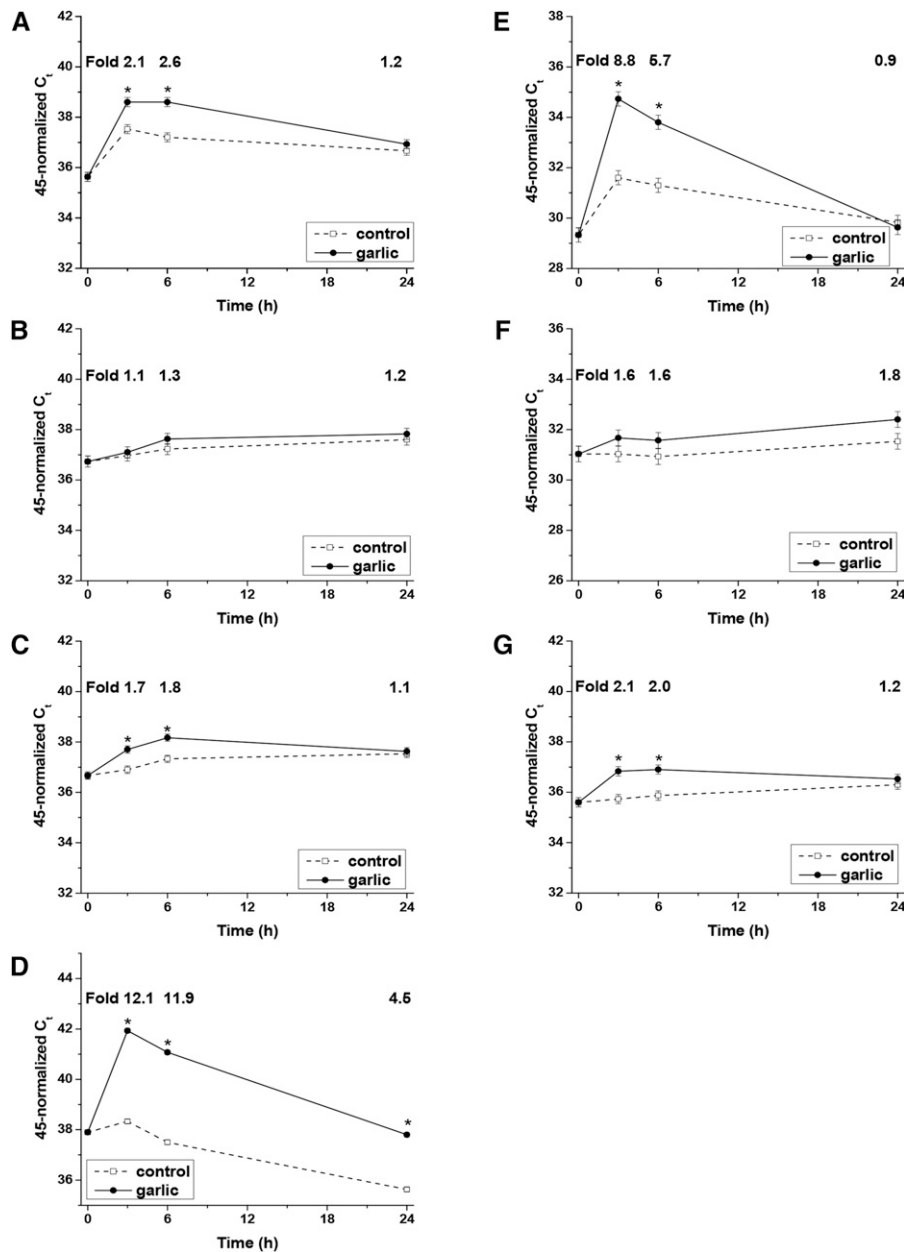 A
42
Fold 2.1 2.6 1.2
40
* *
38
36
34
32
45-normalized Ct
control
garlic
0 6 12 18 24
Time (h)
B
42
40
Fold 1.1 1.3 1.2
38
36
34
32
45-normalized Ct
control
garlic
0 6 12 18 24
Time (h)
C
42
40
Fold 1.7 1.8 1.1
* *
38
36
34
32
45-normalized Ct
control
garlic
0 6 12 18 24
Time (h)
D
44
Fold 12.1 11.9 4.5
* * *
42
40
38
36
45-normalized Ct
control
garlic
0 6 12 18 24
Time (h)
E
38
36
Fold 8.8 5.7 0.9
* *
34
32
30
28
45-normalized Ct
control
garlic
0 6 12 18 24
Time (h)
F
36
34
Fold 1.6 1.6 1.8
32
30
28
26
45-normalized Ct
control
garlic
0 6 12 18 24
Time (h)
G
42
40
Fold 2.1 2.0 1.2
38
* *
36
34
32
45-normalized Ct
control
garlic
0 6 12 18 24
Time (h)